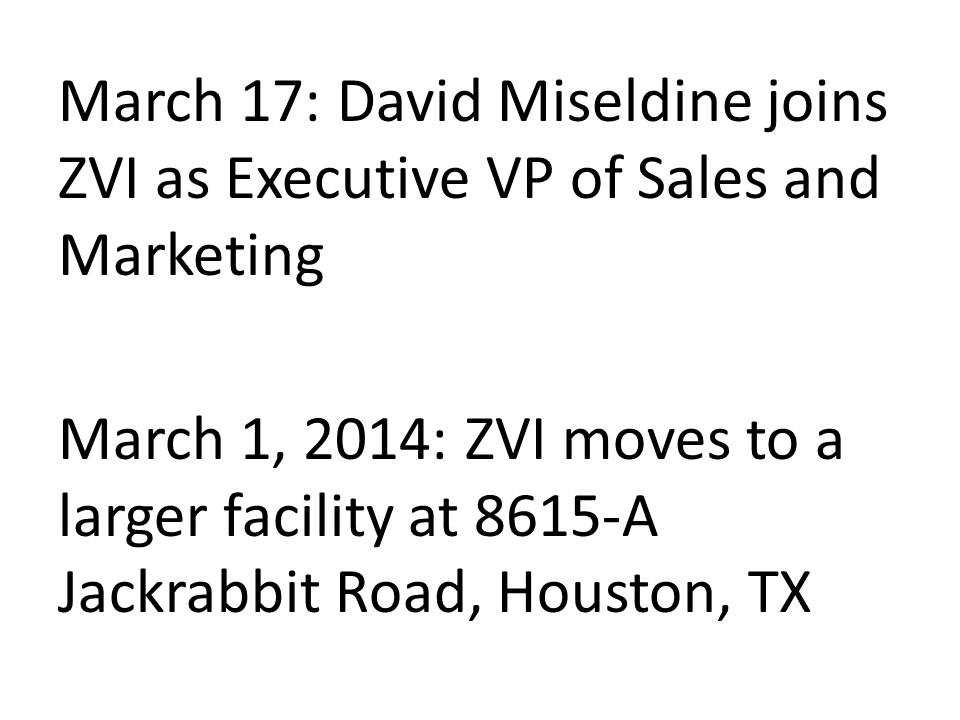 March 17: David Miseldine joins
ZVI as Executive VP of Sales and
Marketing
March 1, 2014: ZVI moves to a
larger facility at 8615-A
Jackrabbit Road, Houston, TX